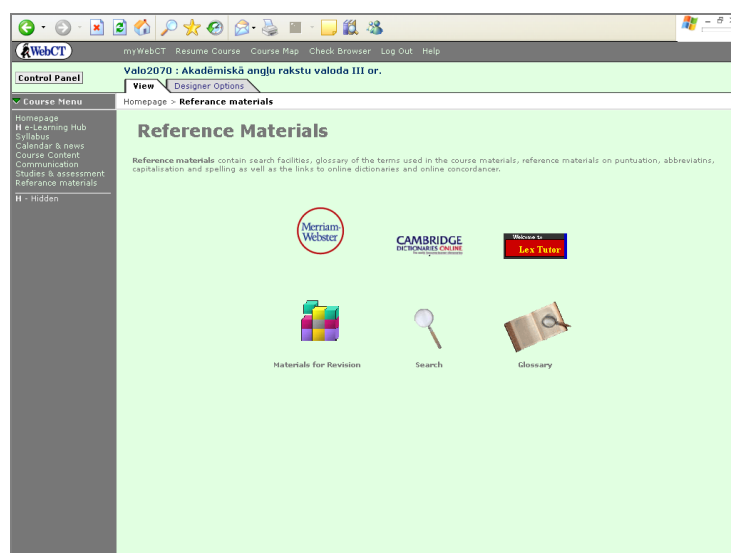 WebCT
myWebCT Resume Course Course Map Check Browser Log Out Help
Control Panel
Valo2070 : Akadēmiskā angļu rakstu valoda III or.
View Designer Options
Course Menu
Homepage > Referance materials
Homepage
H e-Learning Hub
Syllabus
Calendar & news
Course Content
Communication
Studies & assessment
Referance materials
H - Hidden
Reference Materials
Reference materials contain search facilities, glossary of the terms used in the course materials, reference materials on puntuation, abbreviatins,
capitalisation and spelling as vell as the links to online dictionaries and online concordancer.
Merriam-
Webster
CAMBRIDGE
DICTIONARIES ONLINE
Welcome to
Lex Tutor
Materials for Revision Search Glossary